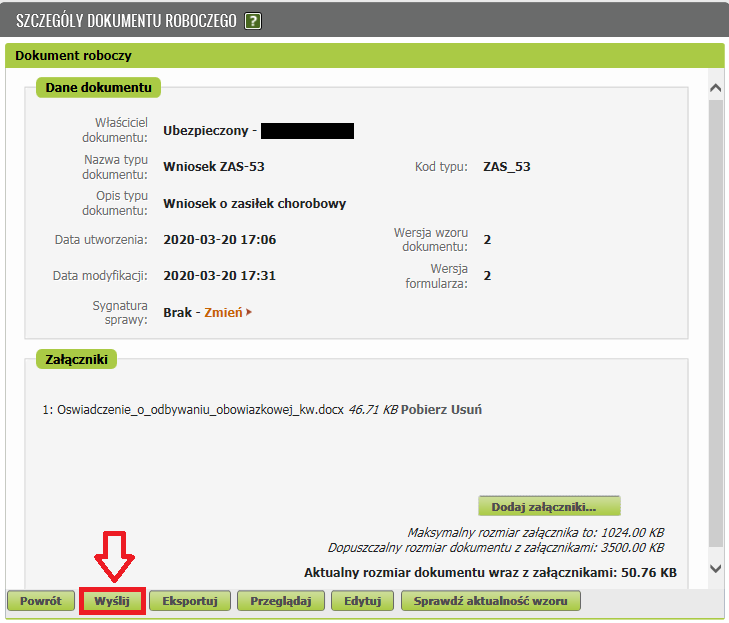 SZCZEGÓŁY DOKUMENTU ROBOCZEGO ?
Dokument roboczy
Dane dokumentu
Właściciel dokumentu: Ubezpieczony -
Nazwa typu dokumentu: Wniosek ZAS-53 Kod typu: ZAS_53
Opis typu dokumentu: Wniosek o zasiłek chorobowy
Data utworzenia: 2020-03-20 17:06 Wersja wzoru dokumentu: 2
Data modyfikacji: 2020-03-20 17:31 Wersja formularza: 2
Sygnatura sprawy: Brak - Zmień
Załączniki
1: Oswiadczenie_o_odbywaniu_obowiazkowej_kw.docx 46.71 KB Pobierz Usuń
Dodaj załączniki...
Maksymalny rozmiar załącznika to: 1024.00 KB
Dopuszczalny rozmiar dokumentu z załącznikami: 3500.00 KB
Aktualny rozmiar dokumentu wraz z załącznikami: 50.76 KB
Powrót Wyślij Eksportuj Przeglądaj Edytuj Sprawdź aktualność wzoru